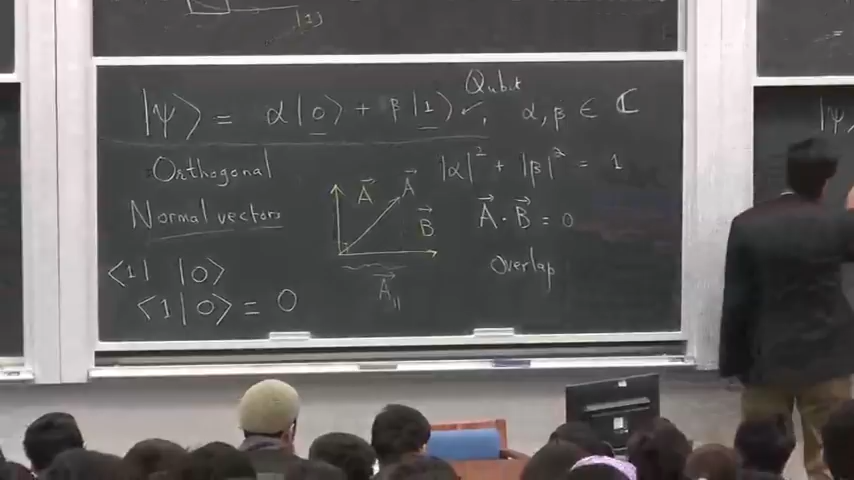 |1⟩
Qubit
|ψ⟩ = α|0⟩ + β|1⟩ ✓, α, β ∈ ℂ
Orthogonal
|α|² + |β|² = 1
Normal vectors
A⃗
A⃗
B⃗
A⃗ · B⃗ = 0
Overlap
A⃗∥
⟨1| |0⟩
⟨1|0⟩ = 0
|ψ⟩